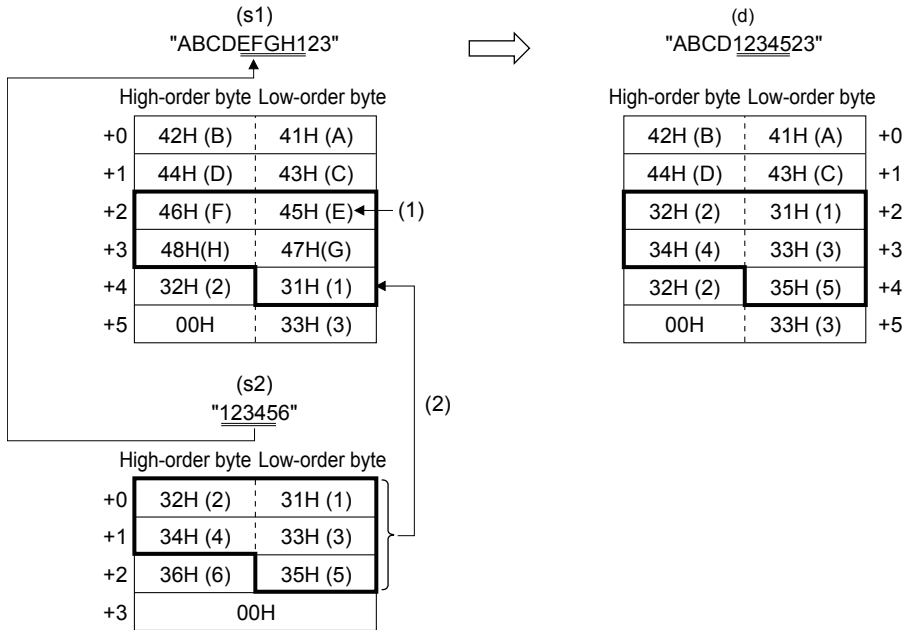 (s1)
"ABCDEFGH123"
High-order byte Low-order byte
+0 42H (B) 41H (A)
+1 44H (D) 43H (C)
+2 46H (F) 45H (E) (1)
+3 48H(H) 47H(G)
+4 32H (2) 31H (1)
+5 00H 33H (3)
(d)
"ABCD1234523"
High-order byte Low-order byte
42H (B) 41H (A) +0
44H (D) 43H (C) +1
32H (2) 31H (1) +2
34H (4) 33H (3) +3
32H (2) 35H (5) +4
00H 33H (3) +5
(s2)
"123456"
(2)
High-order byte Low-order byte
+0 32H (2) 31H (1)
+1 34H (4) 33H (3)
+2 36H (6) 35H (5)
+3 00H